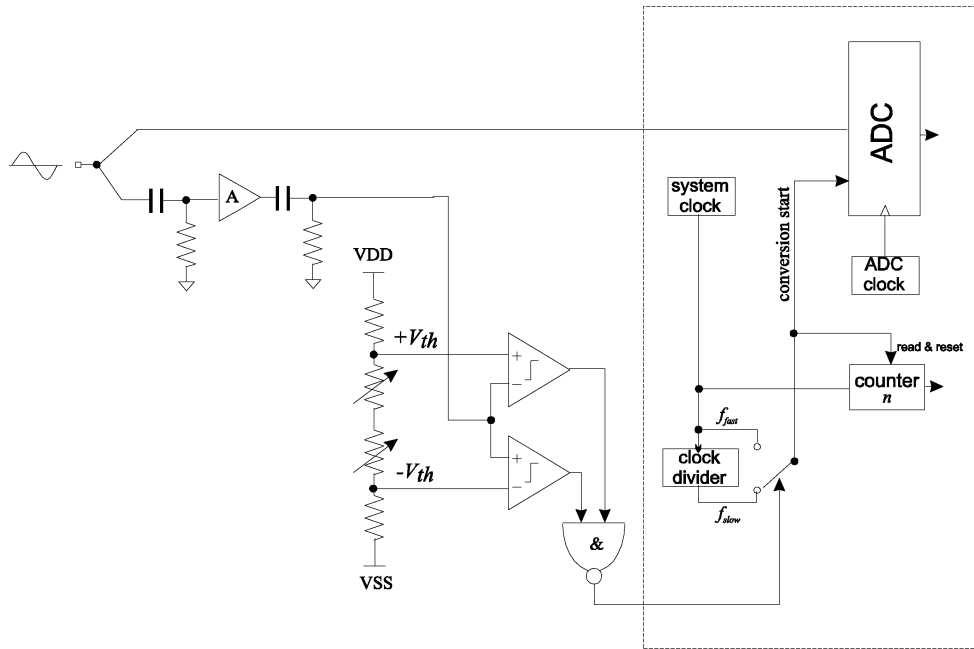 ADC
system
clock
A
conversion start
VDD
ADC
clock
+Vth
read & reset
counter
n
+
−
ffast
clock
divider
+
−
-Vth
fslow
&
VSS